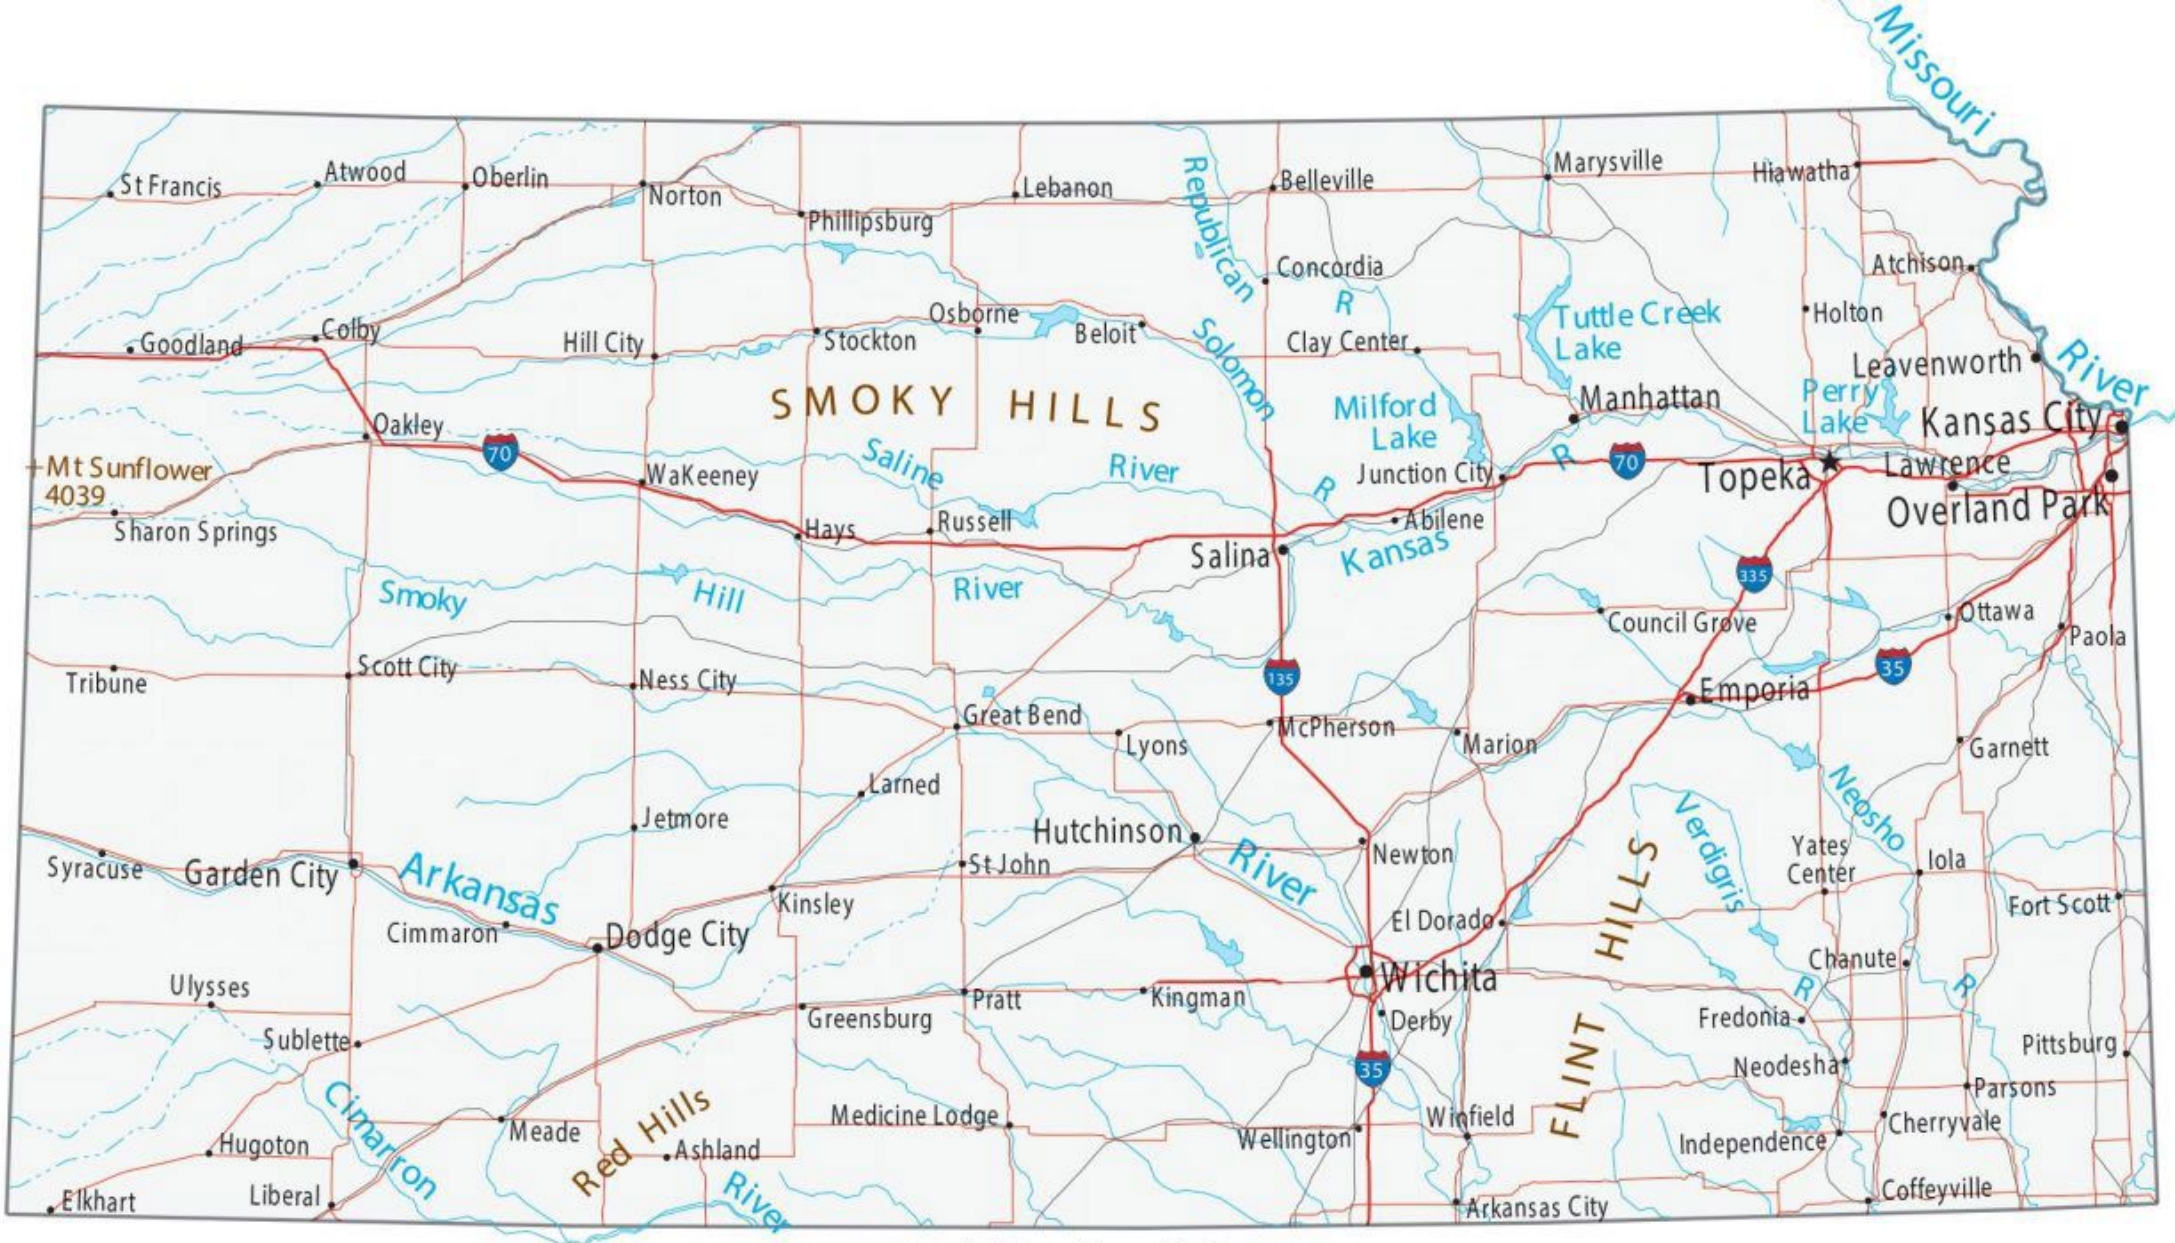 Missouri
River
St Francis
Atwood
Oberlin
Norton
Phillipsburg
Lebanon
Republican
R
Belleville
Marysville
Hiawatha
Atchison
Concordia
Goodland
Colby
Hill City
Stockton
Osborne
Beloit
Solomon
R
Clay Center
Tuttle Creek
Lake
Holton
Leavenworth
SMOKY HILLS
Milford
Lake
Manhattan
Perry
Lake
Kansas City
Oakley
70
Mt Sunflower
4039
Sharon Springs
WaKeeney
Saline
River
Hays
Russell
Junction City
R
70
Topeka
Lawrence
Overland Park
Salina
Abilene
Kansas
Smoky
Hill
River
335
Council Grove
Ottawa
Paola
Tribune
Scott City
Ness City
135
35
Emporia
Great Bend
Lyons
McPherson
Marion
Garnett
Larned
Jetmore
Hutchinson
Newton
Verdigris
R
Neosho
R
Yates
Center
Iola
Syracuse
Garden City
Arkansas
River
St John
Kinsley
Cimmaron
Dodge City
El Dorado
FLINT HILLS
Fort Scott
Chanute
Ulysses
Sublette
Greensburg
Pratt
Kingman
Wichita
Derby
35
Fredonia
Neodesha
Pittsburg
Parsons
Cimarron
River
Hugoton
Meade
Red Hills
Ashland
Medicine Lodge
Wellington
Winfield
Independence
Cherryvale
Elkhart
Liberal
Arkansas City
Coffeyville